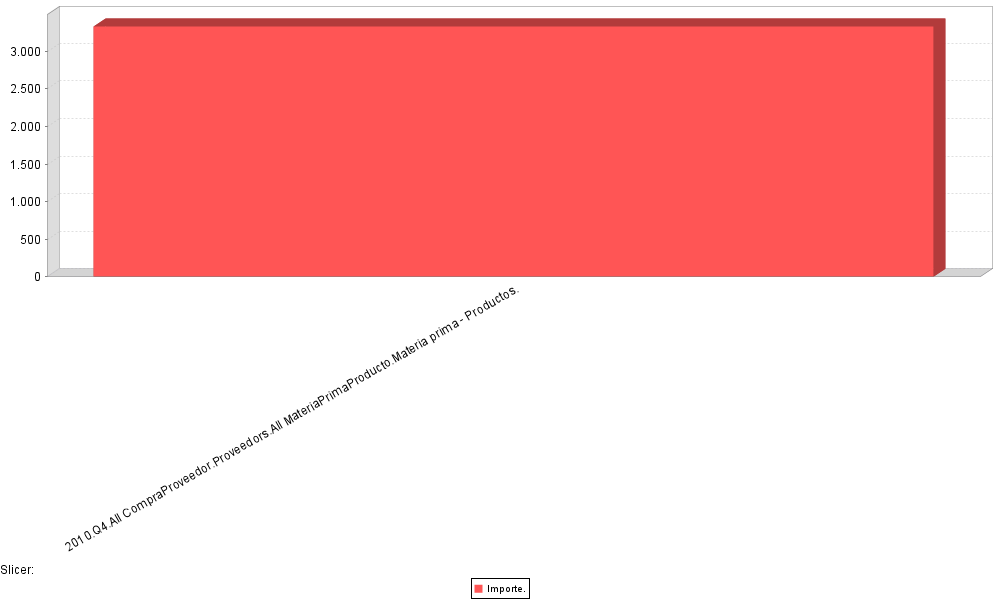 3.000
2.500
2.000
1.500
1.000
500
0
2010.Q4.All CompraProveedor.Proveedors.All MateriaPrimaProducto.Materia prima - Productos.
Slicer:
Importe.